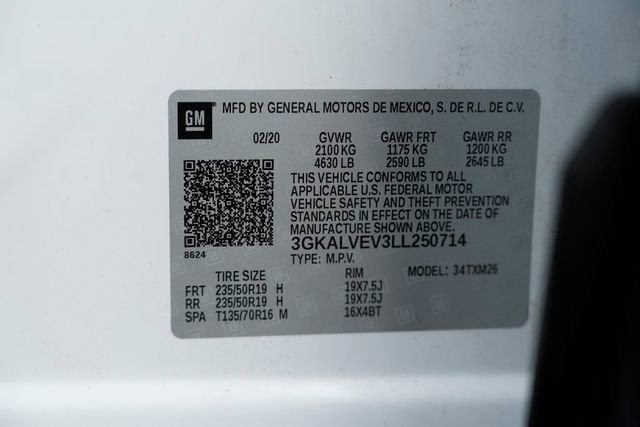 GM MFD BY GENERAL MOTORS DE MEXICO, S. DE R.L. DE C.V.
02/20 GVWR GAWR FRT GAWR RR
2100 KG 1175 KG 1200 KG
4630 LB 2590 LB 2645 LB
THIS VEHICLE CONFORMS TO ALL
APPLICABLE U.S. FEDERAL MOTOR
VEHICLE SAFETY AND THEFT PREVENTION
STANDARDS IN EFFECT ON THE DATE OF
MANUFACTURE SHOWN ABOVE.
3GKALVEV3LL250714
8624
TYPE: M.P.V.
TIRE SIZE RIM MODEL: 34TXM26
FRT 235/50R19 H 19X7.5J
RR 235/50R19 H 19X7.5J
SPA T135/70R16 M 16X4BT